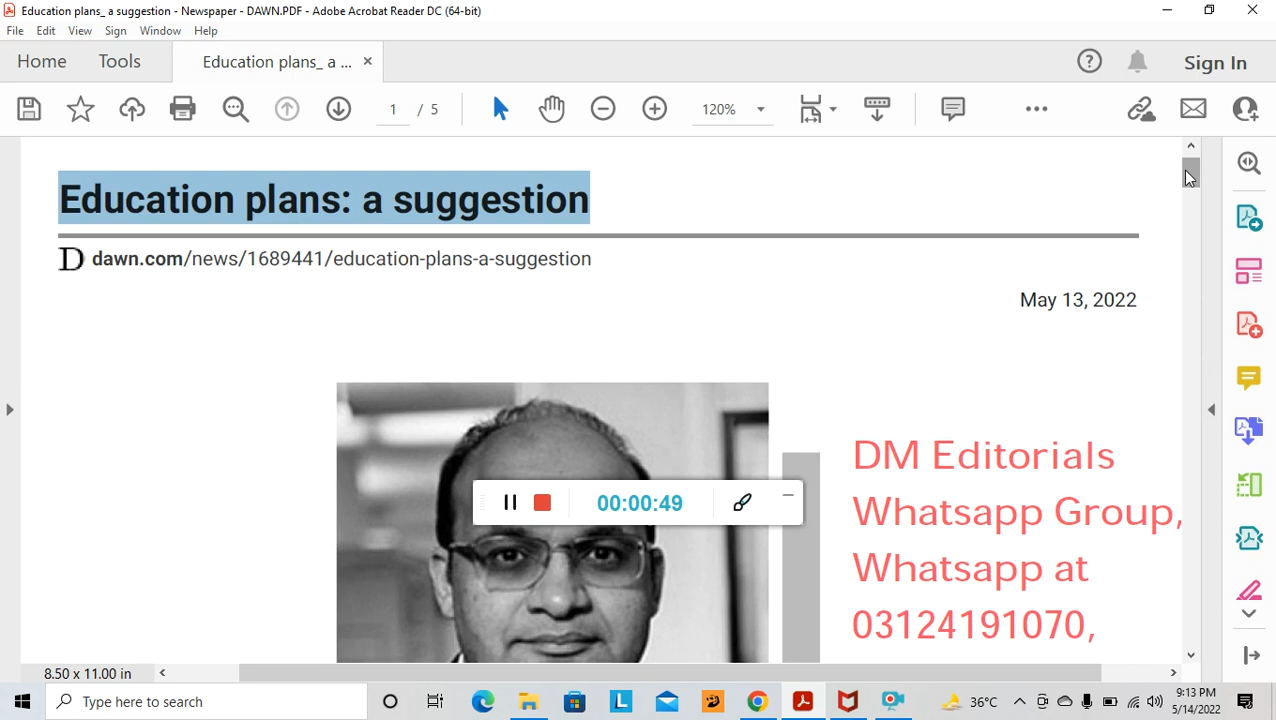 Education plans_ a suggestion - Newspaper - DAWN.PDF - Adobe Acrobat Reader DC (64-bit)
File Edit View Sign Window Help
Home Tools Education plans_ a ... × Sign In
1 / 5 120%
Education plans: a suggestion
D dawn.com/news/1689441/education-plans-a-suggestion
May 13, 2022
DM Editorials
Whatsapp Group,
Whatsapp at
03124191070,
00:00:49
8.50 x 11.00 in
Type here to search
36°C
9:13 PM
5/14/2022